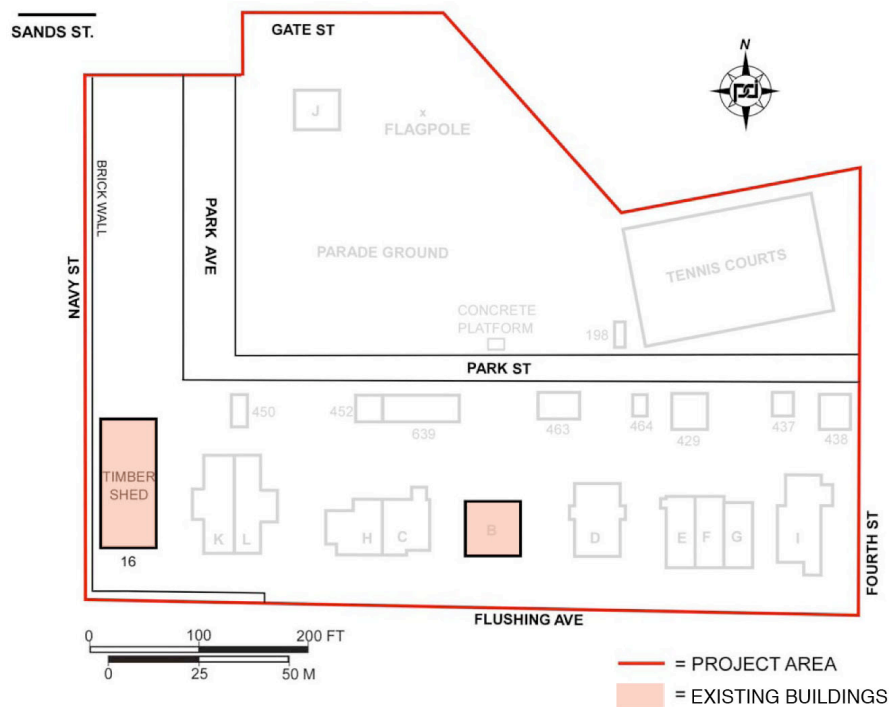 SANDS ST.
GATE ST
N
pci
J
x
FLAGPOLE
BRICK WALL
PARK AVE
NAVY ST
PARADE GROUND
TENNIS COURTS
CONCRETE
PLATFORM
198
PARK ST
450
452
639
463
464
429
437
438
TIMBER
SHED
16
K
L
H
C
B
D
E
F
G
I
FOURTH ST
FLUSHING AVE
0 100 200 FT
0 25 50 M
= PROJECT AREA
= EXISTING BUILDINGS